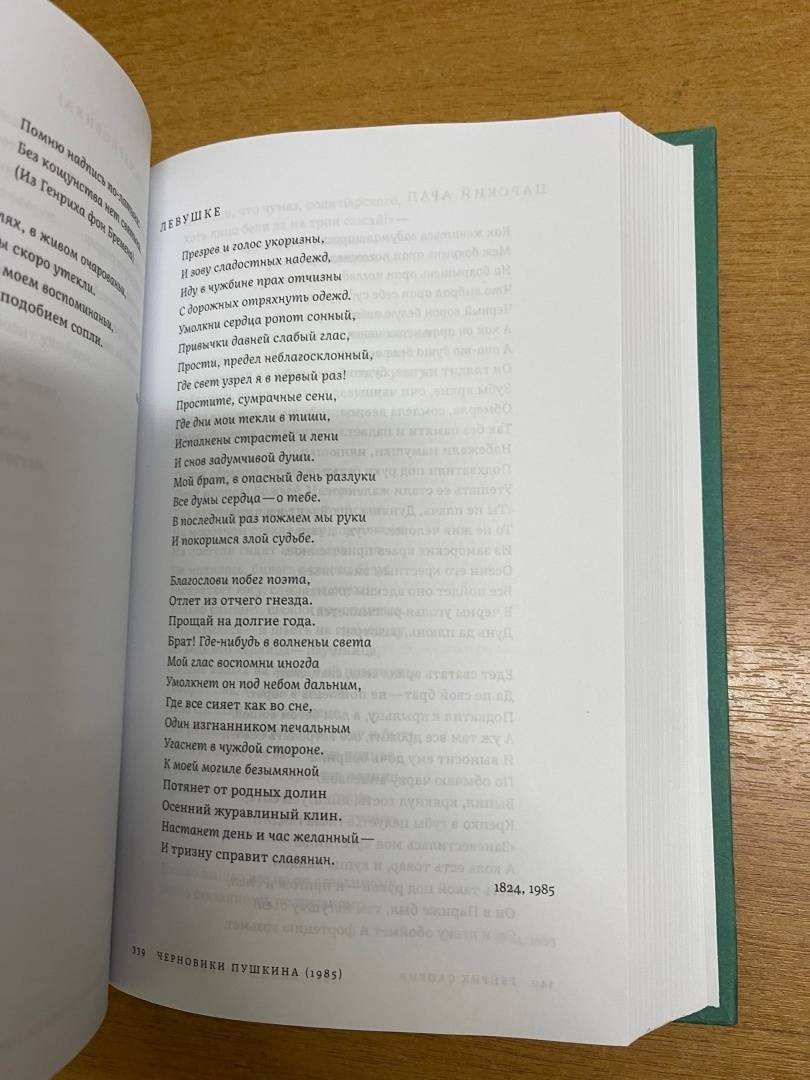 Помню надпись по-латыни:
Без кощунства нет святыни.
(Из Генриха фон Бремена)
лях, в живом очарованьи,
ы скоро утекли.
моем воспоминаньи,
подобием сопли.
ЛЕВУШКЕ
Презрев и голос укоризны,
И зову сладостных надежд,
Иду в чужбине прах отчизны
С дорожных отряхнуть одежд.
Умолкни сердца ропот сонный,
Привычки давней слабый глас,
Прости, предел неблагосклонный,
Где свет узрел я в первый раз!
Простите, сумрачные сени,
Где дни мои текли в тиши,
Исполнены страстей и лени
И снов задумчивой души.
Мой брат, в опасный день разлуки
Все думы сердца — о тебе.
В последний раз пожмем мы руки
И покоримся злой судьбе.
Благослови побег поэта,
Отлет из отчего гнезда.
Прощай на долгие года.
Брат! Где-нибудь в волненьи света
Мой глас воспомни иногда
Умолкнет он под небом дальним,
Где все сияет как во сне,
Один изгнанником печальным
Угаснет в чуждой стороне.
К моей могиле безымянной
Потянет от родных долин
Осенний журавлиный клин.
Настанет день и час желанный —
И тризну справит славянин.
1824, 1985
339 ЧЕРНОВИКИ ПУШКИНА (1985)